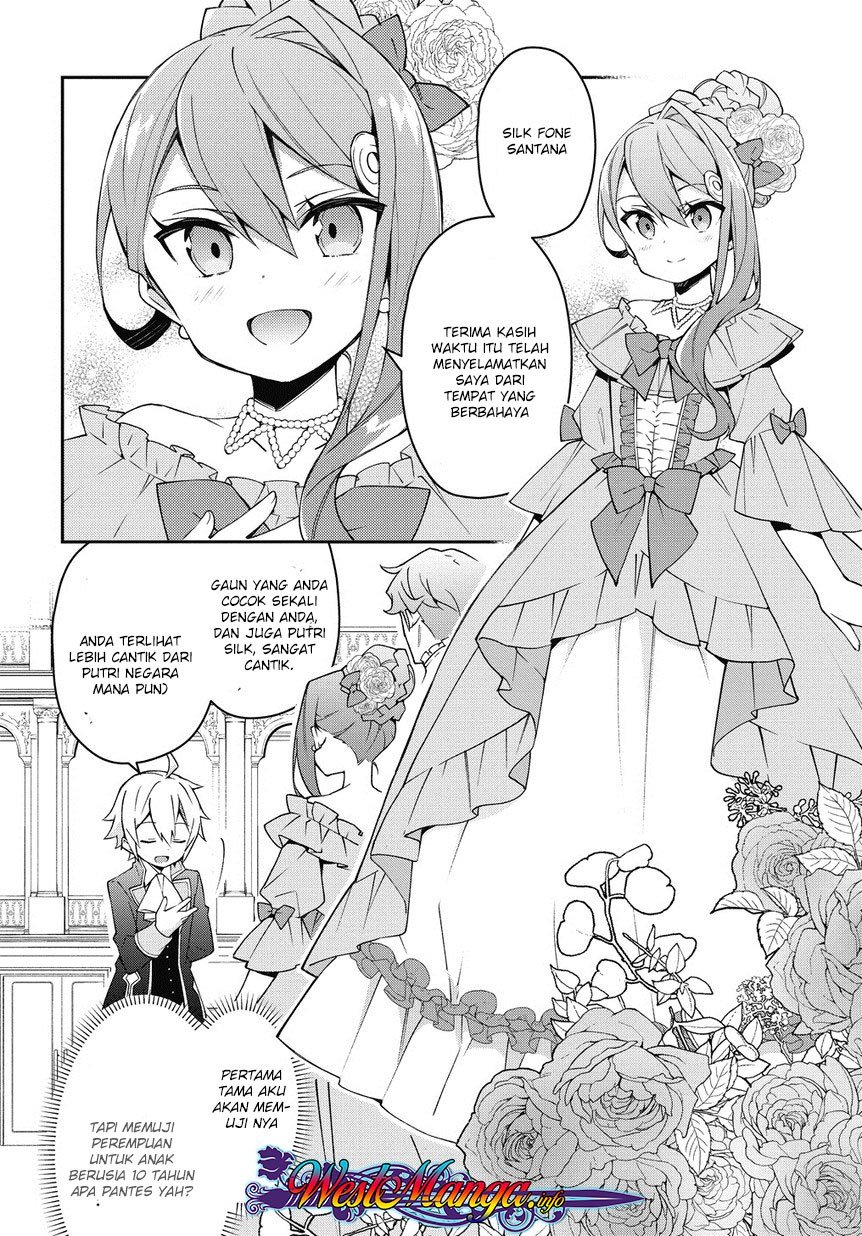 SILK FONE
SANTANA
TERIMA KASIH
WAKTU ITU TELAH
MENYELAMATKAN
SAYA DARI
TEMPAT YANG
BERBAHAYA
GAUN YANG ANDA
COCOK SEKALI
DENGAN ANDA,
DAN JUGA PUTRI
SILK, SANGAT
CANTIK.
ANDA TERLIHAT
LEBIH CANTIK DARI
PUTRI NEGARA
MANA PUN)
PERTAMA
TAMA AKU
AKAN MEM-
UJI NYA
TAPI MEMUJI
PEREMPUAN
UNTUK ANAK
BERUSIA 10 TAHUN
APA PANTES YAH?
WestManga.info